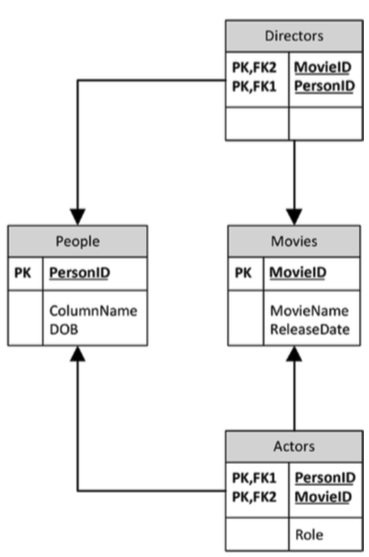 Directors
PK,FK2 MovieID
PK,FK1 PersonID
People
PK PersonID
ColumnName
DOB
Movies
PK MovieID
MovieName
ReleaseDate
Actors
PK,FK1 PersonID
PK,FK2 MovieID
Role